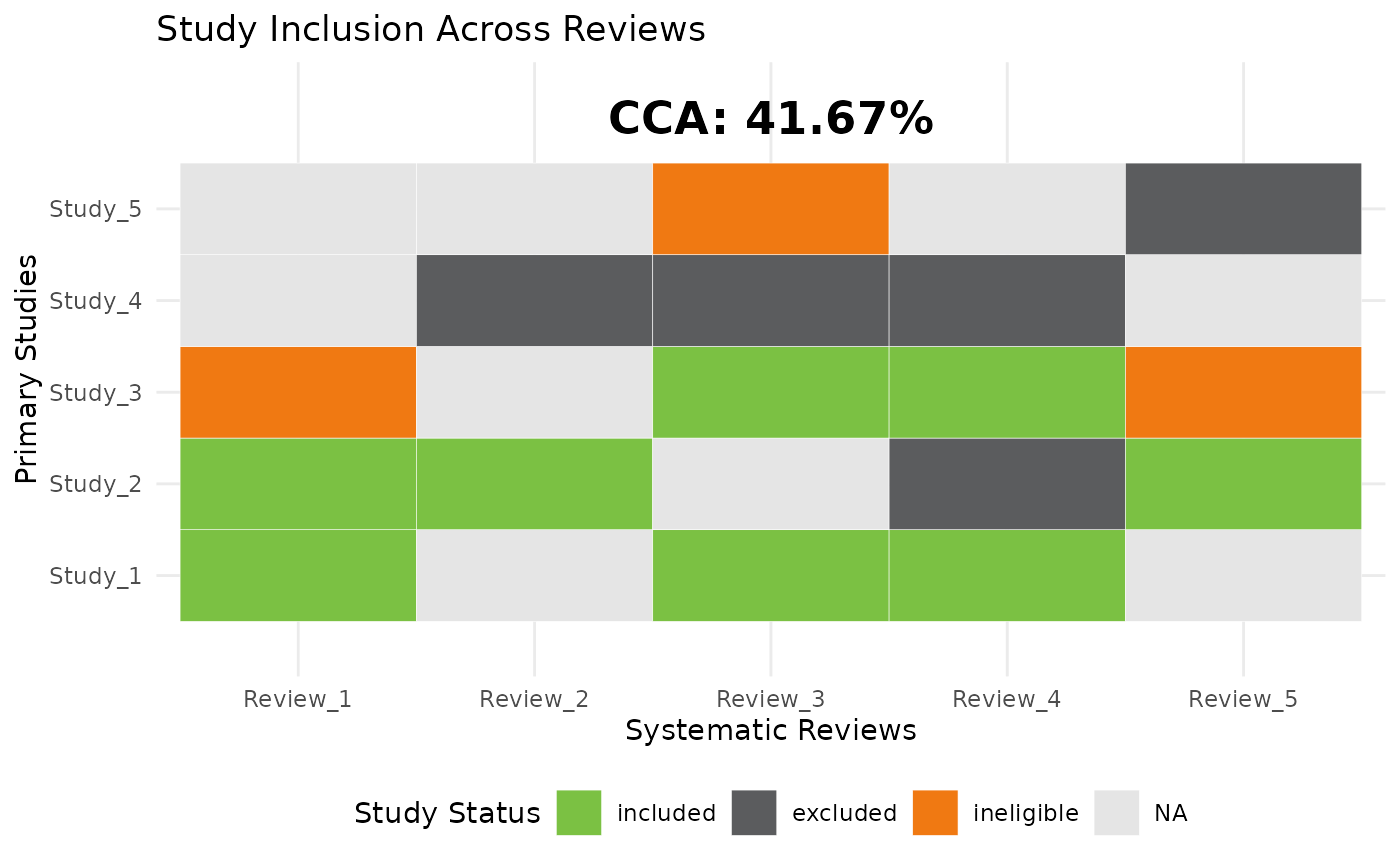 Study Inclusion Across Reviews
CCA: 41.67%
Primary Studies
Study_5
Study_4
Study_3
Study_2
Study_1
Review_1 Review_2 Review_3 Review_4 Review_5
Systematic Reviews
Study Status included excluded ineligible NA